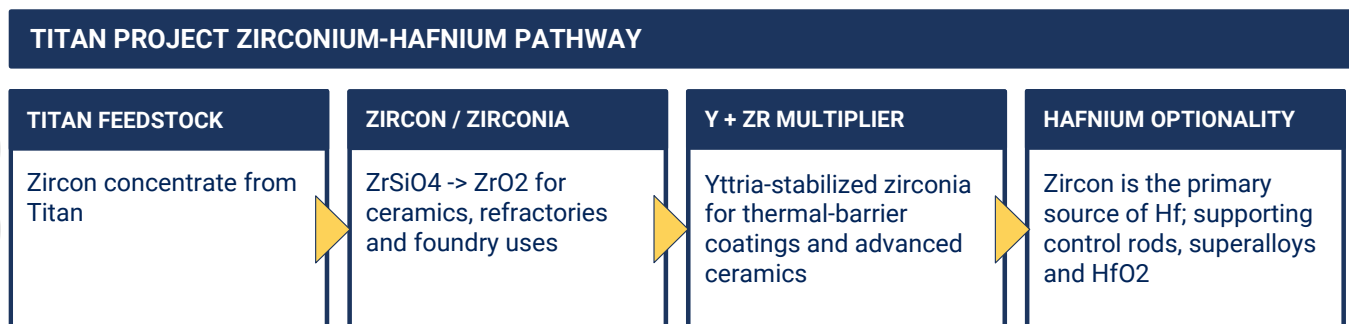 TITAN PROJECT ZIRCONIUM-HAFNIUM PATHWAY
TITAN FEEDSTOCK
Zircon concentrate from
Titan
ZIRCON / ZIRCONIA
ZrSiO4 -> ZrO2 for
ceramics, refractories
and foundry uses
Y + ZR MULTIPLIER
Yttria-stabilized zirconia
for thermal-barrier
coatings and advanced
ceramics
HAFNIUM OPTIONALITY
Zircon is the primary
source of Hf; supporting
control rods, superalloys
and HfO2